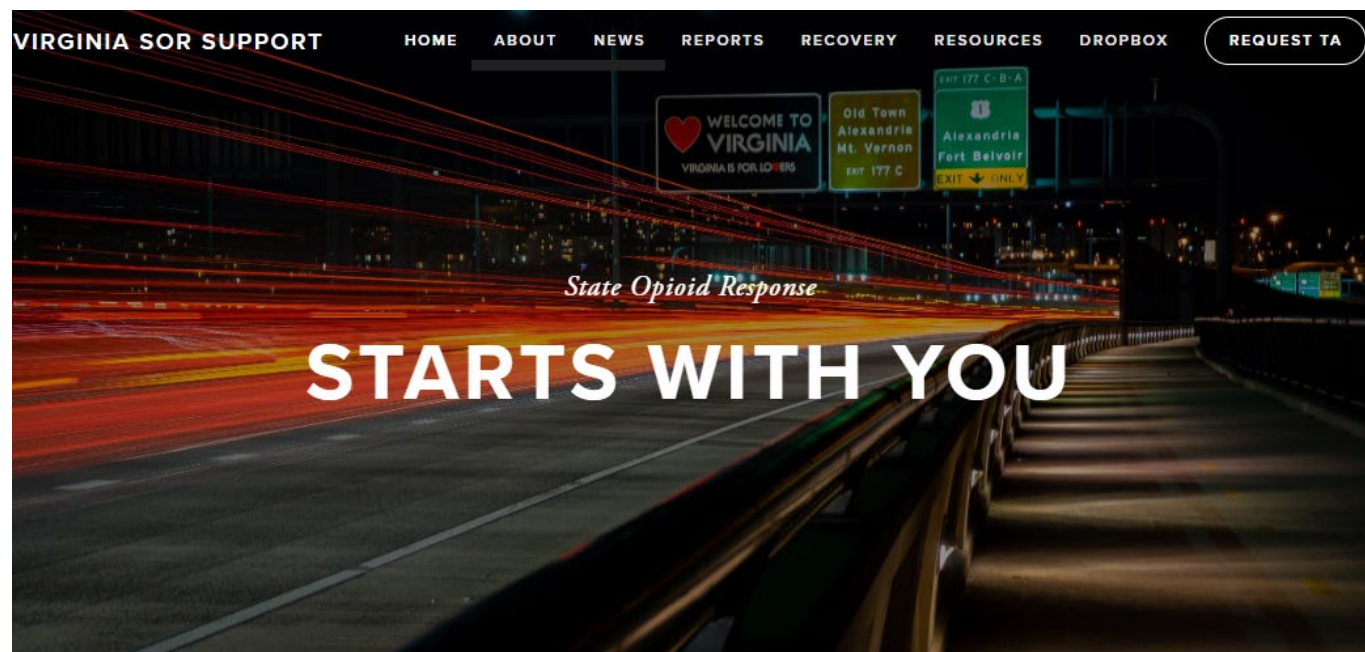 VIRGINIA SOR SUPPORT
HOME ABOUT NEWS REPORTS RECOVERY RESOURCES DROPBOX REQUEST TA
EXIT 177 C-B-A
WELCOME TO
VIRGINIA
VIRGINIA IS FOR LOVERS
Old Town
Alexandria
Mt. Vernon
EXIT 177 C
1
Alexandria
Fort Belvoir
EXIT ONLY
State Opioid Response
STARTS WITH YOU